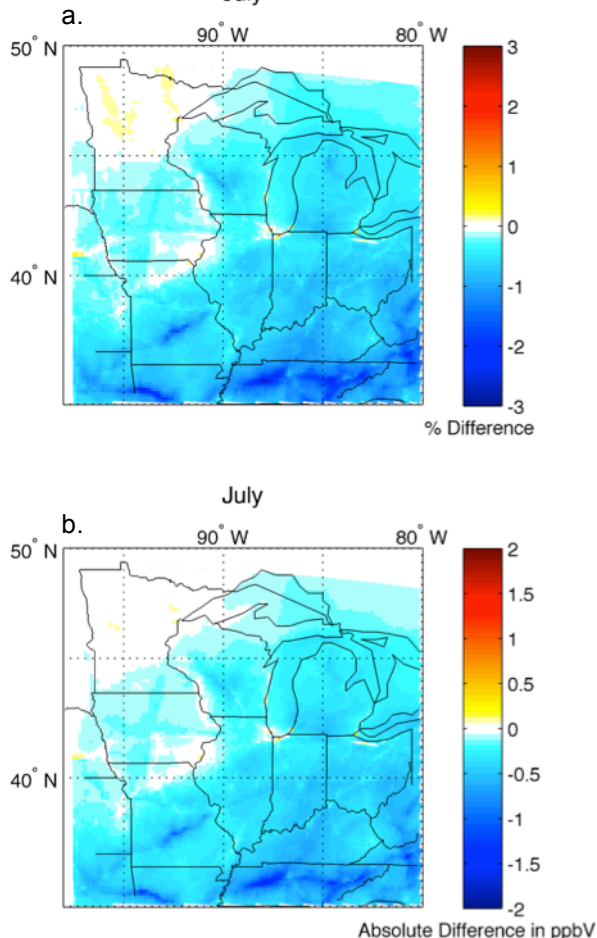 July
a.
50° N
90° W
80° W
40° N
3
2
1
0
-1
-2
-3
% Difference
July
b.
50° N
90° W
80° W
40° N
2
1.5
1
0.5
0
-0.5
-1
-1.5
-2
Absolute Difference in ppbV